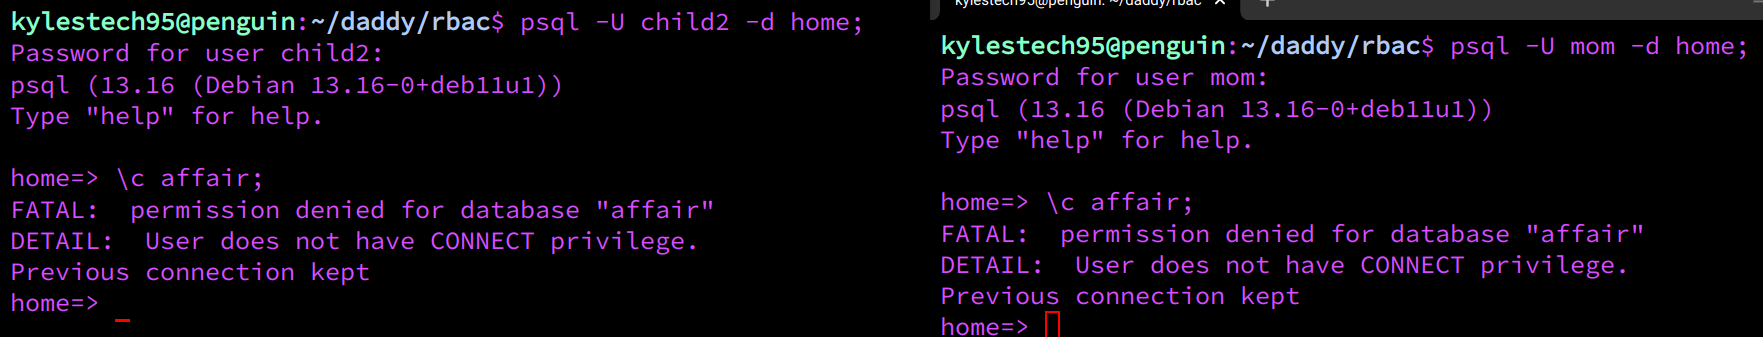 kylestech95@penguin:~/daddy/rbac$ psql -U child2 -d home;
Password for user child2:
psql (13.16 (Debian 13.16-0+deb11u1))
Type "help" for help.
home=> \c affair;
FATAL:  permission denied for database "affair"
DETAIL:  User does not have CONNECT privilege.
Previous connection kept
home=>
kylestech95@penguin: ~/daddy/rbac
kylestech95@penguin:~/daddy/rbac$ psql -U mom -d home;
Password for user mom:
psql (13.16 (Debian 13.16-0+deb11u1))
Type "help" for help.
home=> \c affair;
FATAL:  permission denied for database "affair"
DETAIL:  User does not have CONNECT privilege.
Previous connection kept
home=>